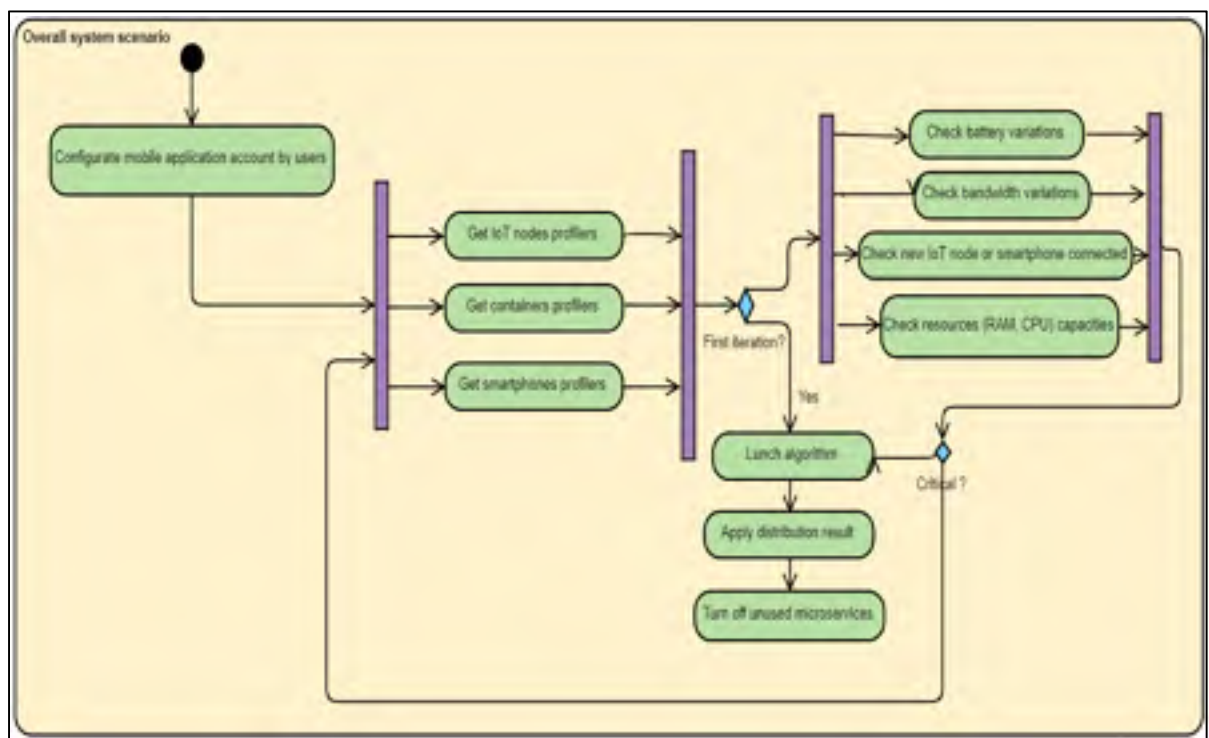 Overall system scenario
Configurate mobile application account by users
Get IoT nodes profilers
Get containers profilers
Get smartphones profilers
First iteration?
Yes
Check battery variations
Check bandwidth variations
Check new IoT node or smartphone connected
Check resources (RAM, CPU) capacities
Critical ?
Lunch algorithm
Apply distribution result
Turn off unused microservices